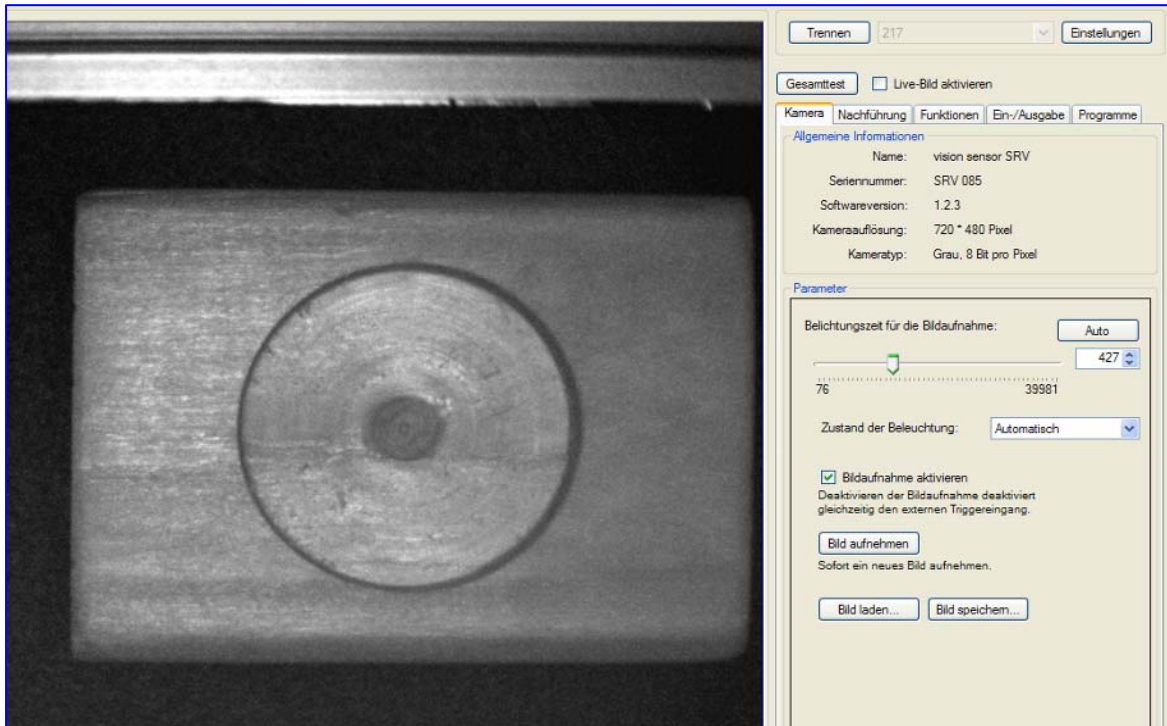 Trennen 217 Einstellungen
Gesamttest Live-Bild aktivieren
Kamera Nachführung Funktionen Ein-/Ausgabe Programme
Allgemeine Informationen
Name: vision sensor SRV
Seriennummer: SRV 085
Softwareversion: 1.2.3
Kameraauflösung: 720 * 480 Pixel
Kameratyp: Grau, 8 Bit pro Pixel
Parameter
Belichtungszeit für die Bildaufnahme: Auto
427
76 39981
Zustand der Beleuchtung: Automatisch
Bildaufnahme aktivieren
Deaktivieren der Bildaufnahme deaktiviert
gleichzeitig den externen Triggereingang.
Bild aufnehmen
Sofort ein neues Bild aufnehmen.
Bild laden... Bild speichern...